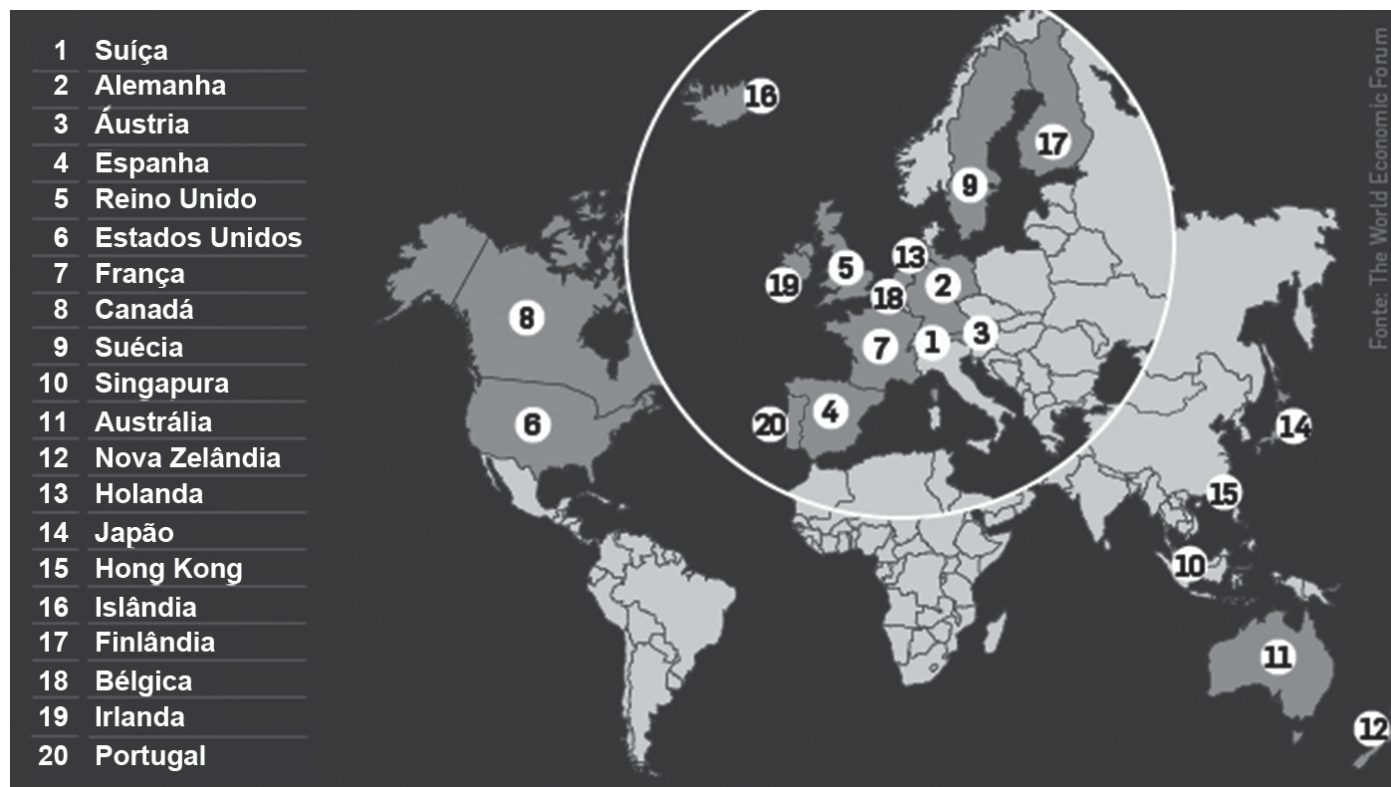 1 Suíça
2 Alemanha
3 Áustria
4 Espanha
5 Reino Unido
6 Estados Unidos
7 França
8 Canadá
9 Suécia
10 Singapura
11 Austrália
12 Nova Zelândia
13 Holanda
14 Japão
15 Hong Kong
16 Islândia
17 Finlândia
18 Bélgica
19 Irlanda
20 Portugal
16
17
9
13
5
19
2
18
8
3
1
7
4
20
6
14
15
10
11
12
Fonte: The World Economic Forum